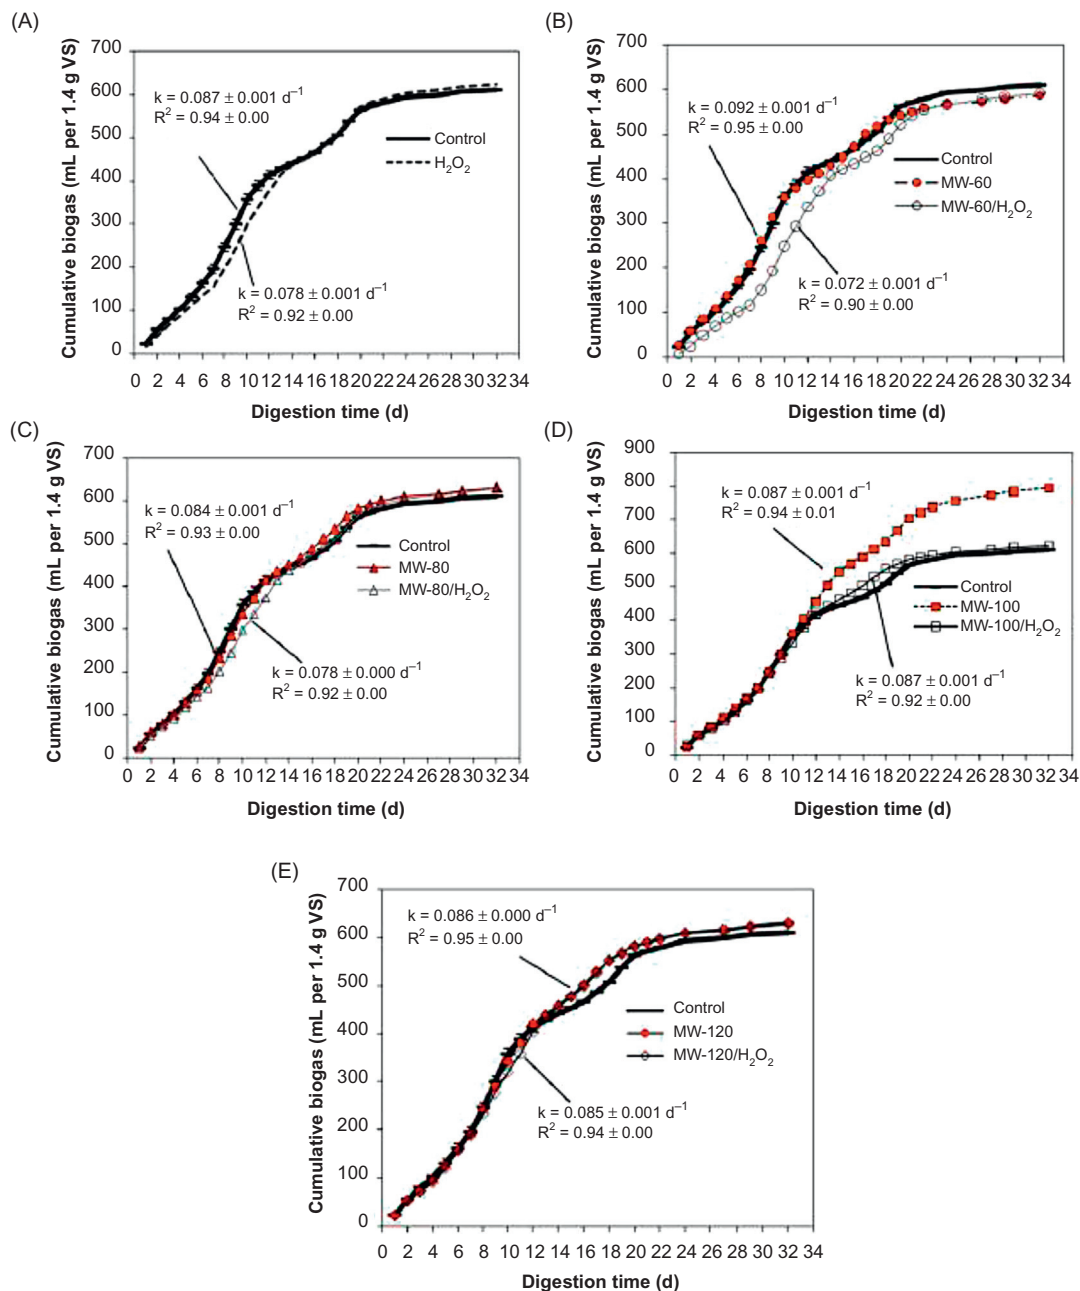 (A)
Cumulative biogas (mL per 1.4 g VS)
700
600
500
400
300
200
100
0
k = 0.087 ± 0.001 d⁻¹
R² = 0.94 ± 0.00
Control
H₂O₂
k = 0.078 ± 0.001 d⁻¹
R² = 0.92 ± 0.00
0 2 4 6 8 10 12 14 16 18 20 22 24 26 28 30 32 34
Digestion time (d)
(B)
Cumulative biogas (mL per 1.4 g VS)
800
700
600
500
400
300
200
100
0
k = 0.092 ± 0.001 d⁻¹
R² = 0.95 ± 0.00
Control
MW-60
MW-60/H₂O₂
k = 0.072 ± 0.001 d⁻¹
R² = 0.90 ± 0.00
0 2 4 6 8 10 12 14 16 18 20 22 24 26 28 30 32 34
Digestion time (d)
(C)
Cumulative biogas (mL per 1.4 g VS)
700
600
500
400
300
200
100
0
k = 0.084 ± 0.001 d⁻¹
R² = 0.93 ± 0.00
Control
MW-80
MW-80/H₂O₂
k = 0.078 ± 0.000 d⁻¹
R² = 0.92 ± 0.00
0 2 4 6 8 10 12 14 16 18 20 22 24 26 28 30 32 34
Digestion time (d)
(D)
Cumulative biogas (mL per 1.4 g VS)
900
800
700
600
500
400
300
200
100
0
k = 0.087 ± 0.001 d⁻¹
R² = 0.94 ± 0.01
Control
MW-100
MW-100/H₂O₂
k = 0.087 ± 0.001 d⁻¹
R² = 0.92 ± 0.00
0 2 4 6 8 10 12 14 16 18 20 22 24 26 28 30 32 34
Digestion time (d)
(E)
Cumulative biogas (mL per 1.4 g VS)
700
600
500
400
300
200
100
0
k = 0.086 ± 0.000 d⁻¹
R² = 0.95 ± 0.00
Control
MW-120
MW-120/H₂O₂
k = 0.085 ± 0.001 d⁻¹
R² = 0.94 ± 0.00
0 2 4 6 8 10 12 14 16 18 20 22 24 26 28 30 32 34
Digestion time (d)